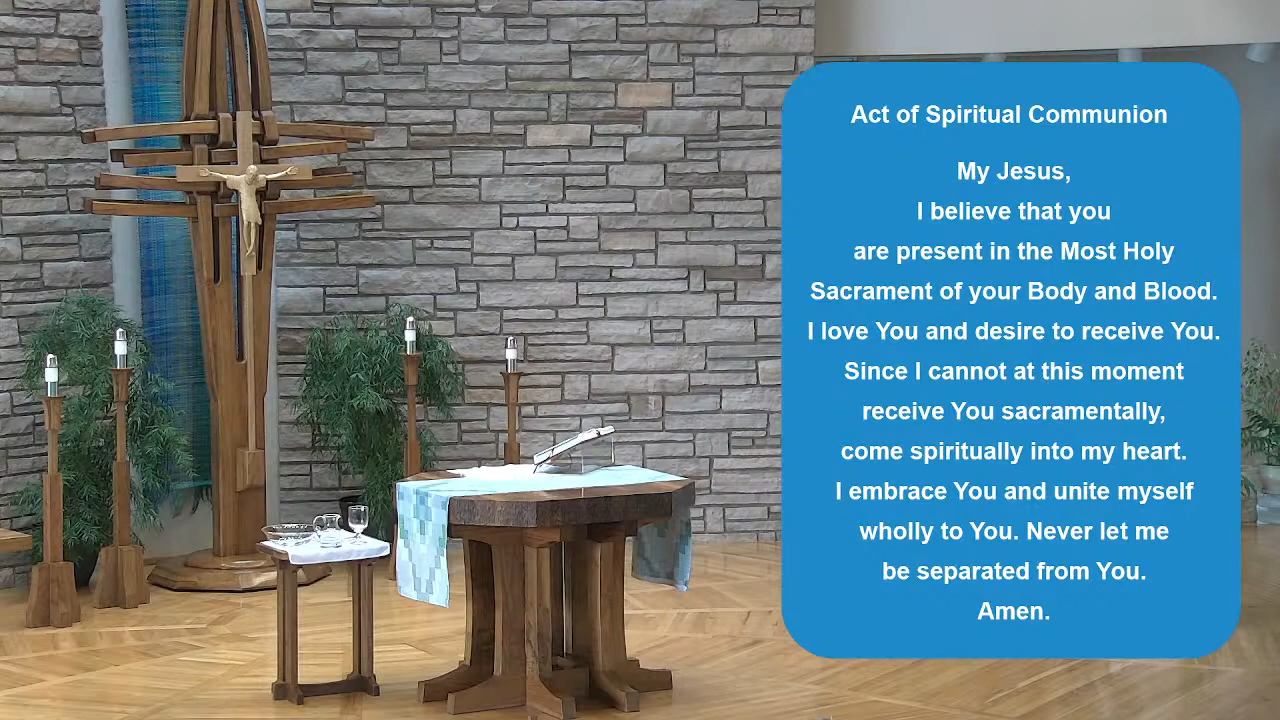 Act of Spiritual Communion
My Jesus,
I believe that you
are present in the Most Holy
Sacrament of your Body and Blood.
I love You and desire to receive You.
Since I cannot at this moment
receive You sacramentally,
come spiritually into my heart.
I embrace You and unite myself
wholly to You. Never let me
be separated from You.
Amen.